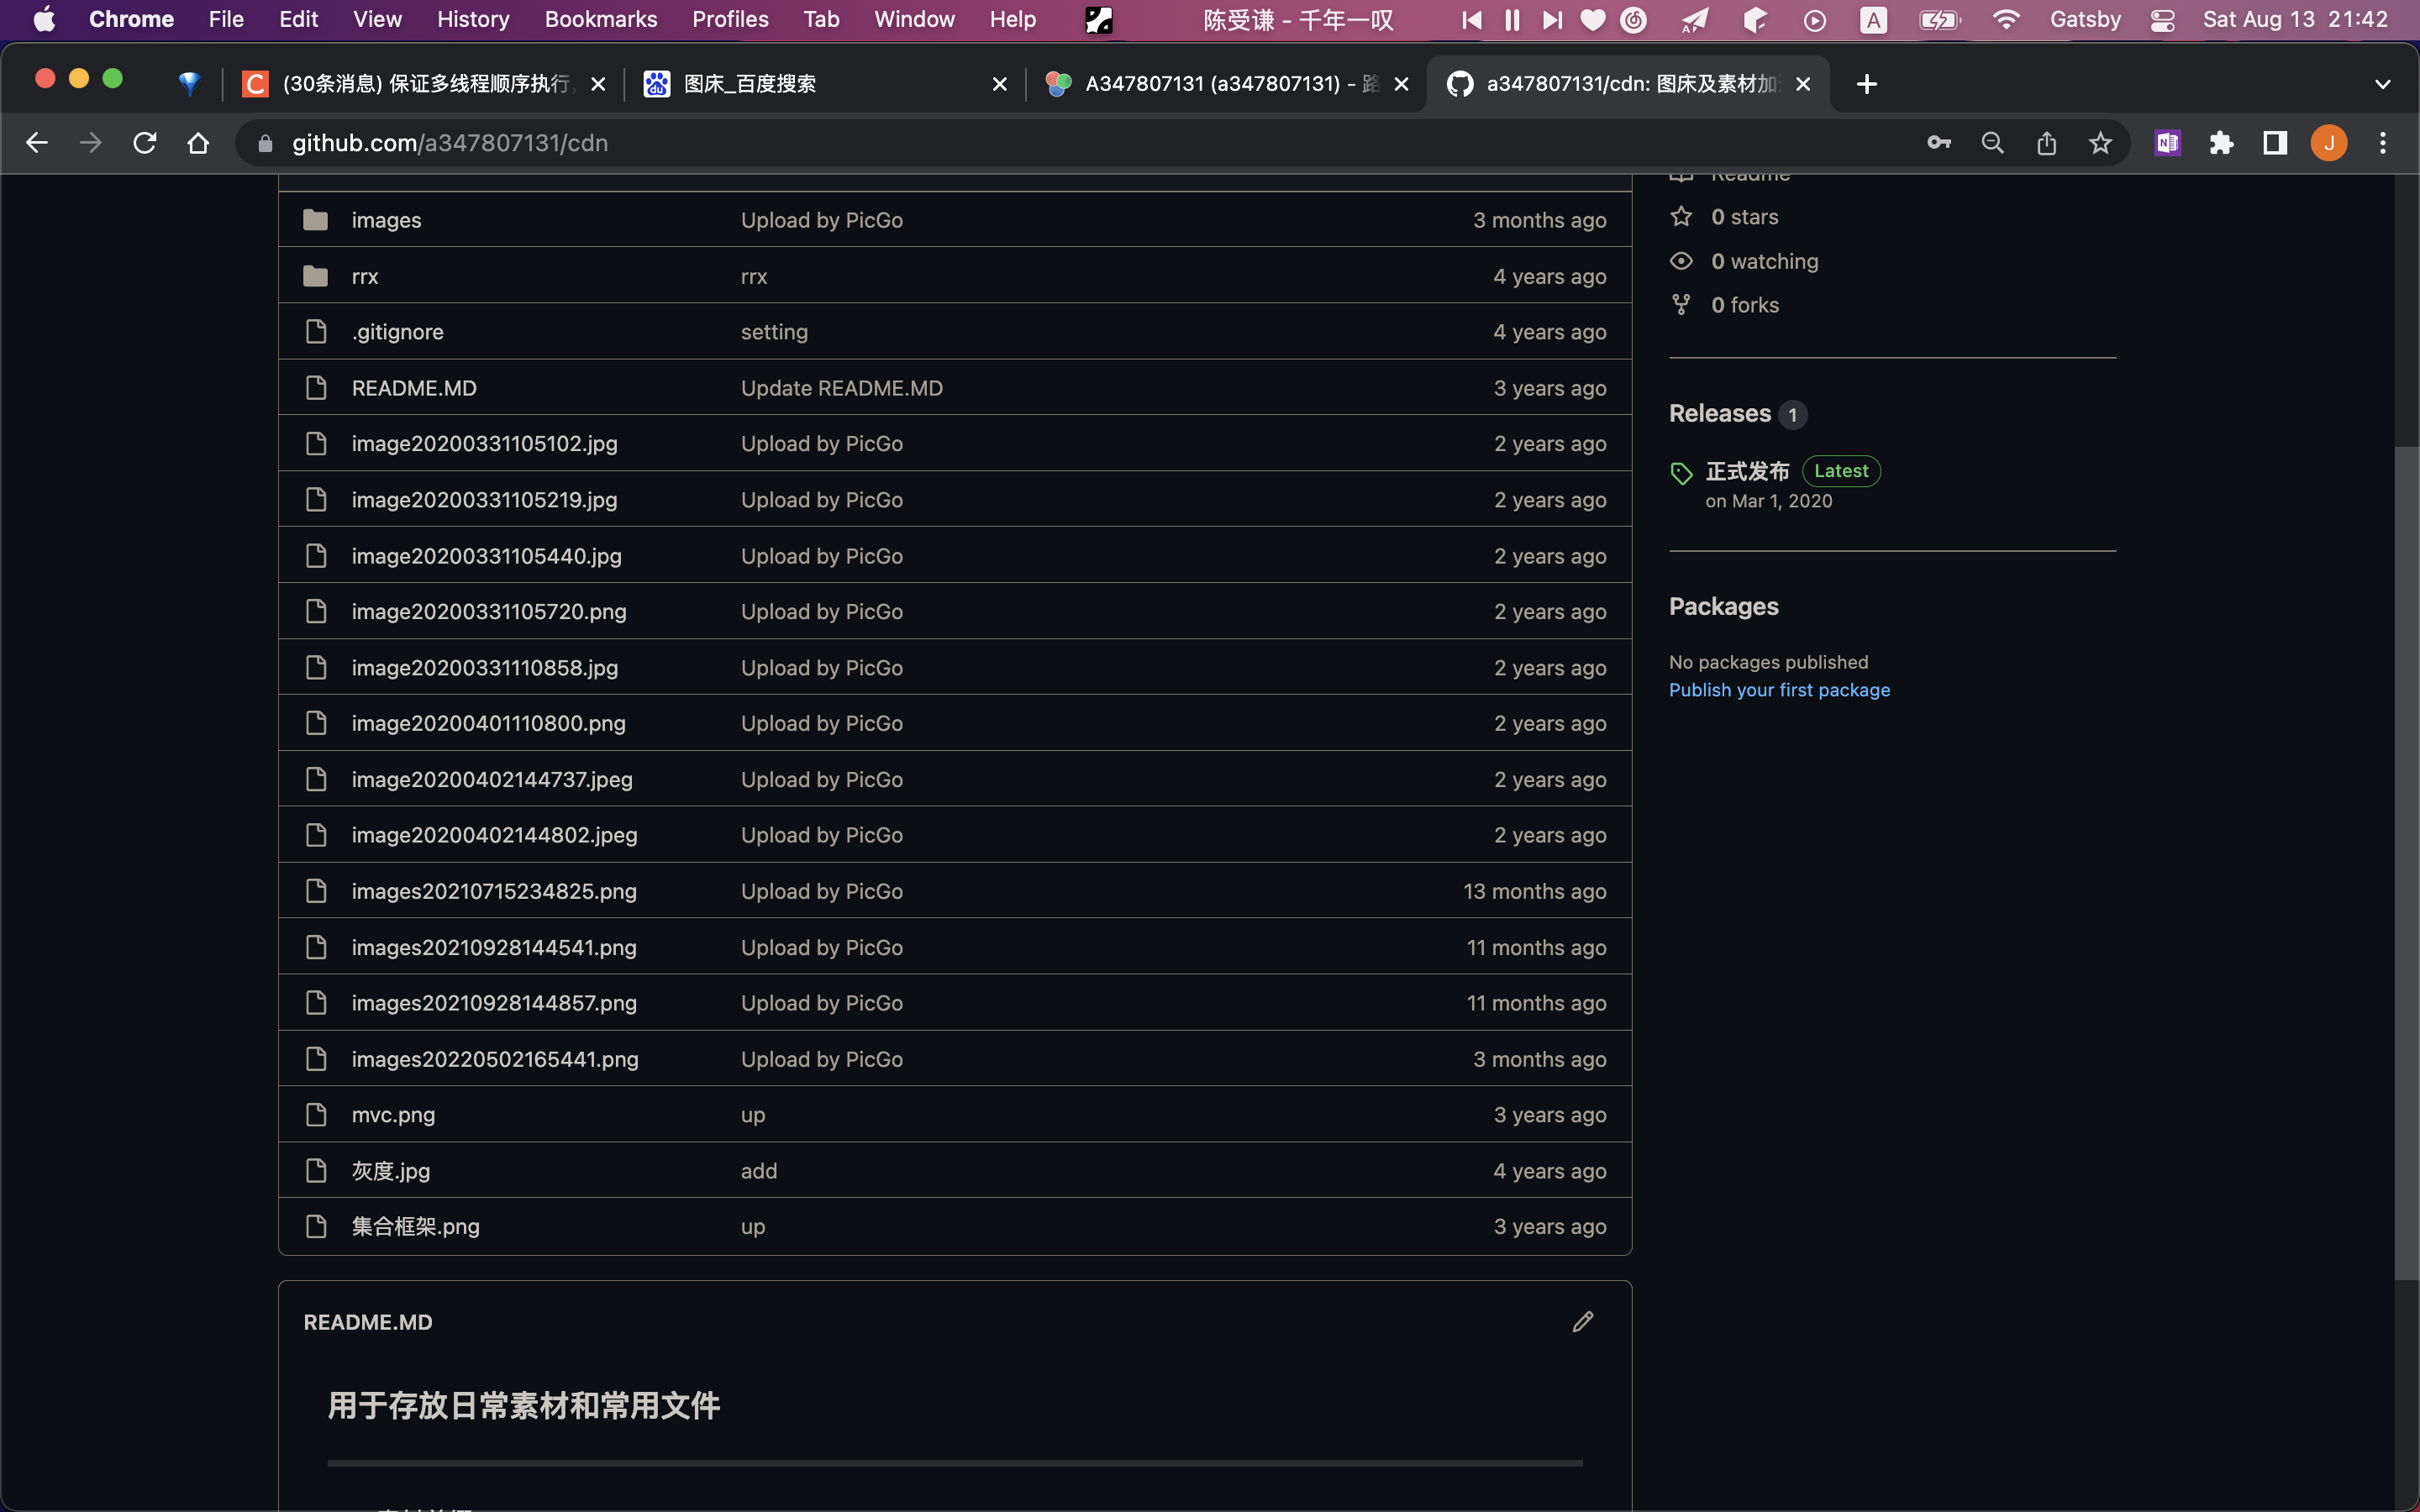 Chrome File Edit View History Bookmarks Profiles Tab Window Help 陈受谦 - 千年一叹 A Gatsby Sat Aug 13 21:42
(30条消息) 保证多线程顺序执行, 图床_百度搜索 A347807131 (a347807131) - 路 a347807131/cdn: 图床及素材加
github.com/a347807131/cdn J
Readme
images Upload by PicGo 3 months ago
0 stars
rrx rrx 4 years ago
0 watching
0 forks
.gitignore setting 4 years ago
README.MD Update README.MD 3 years ago
Releases 1
image20200331105102.jpg Upload by PicGo 2 years ago
正式发布 Latest
on Mar 1, 2020
image20200331105219.jpg Upload by PicGo 2 years ago
image20200331105440.jpg Upload by PicGo 2 years ago
Packages
image20200331105720.png Upload by PicGo 2 years ago
No packages published
image20200331110858.jpg Upload by PicGo 2 years ago
Publish your first package
image20200401110800.png Upload by PicGo 2 years ago
image20200402144737.jpeg Upload by PicGo 2 years ago
image20200402144802.jpeg Upload by PicGo 2 years ago
images20210715234825.png Upload by PicGo 13 months ago
images20210928144541.png Upload by PicGo 11 months ago
images20210928144857.png Upload by PicGo 11 months ago
images20220502165441.png Upload by PicGo 3 months ago
mvc.png up 3 years ago
灰度.jpg add 4 years ago
集合框架.png up 3 years ago
README.MD
用于存放日常素材和常用文件